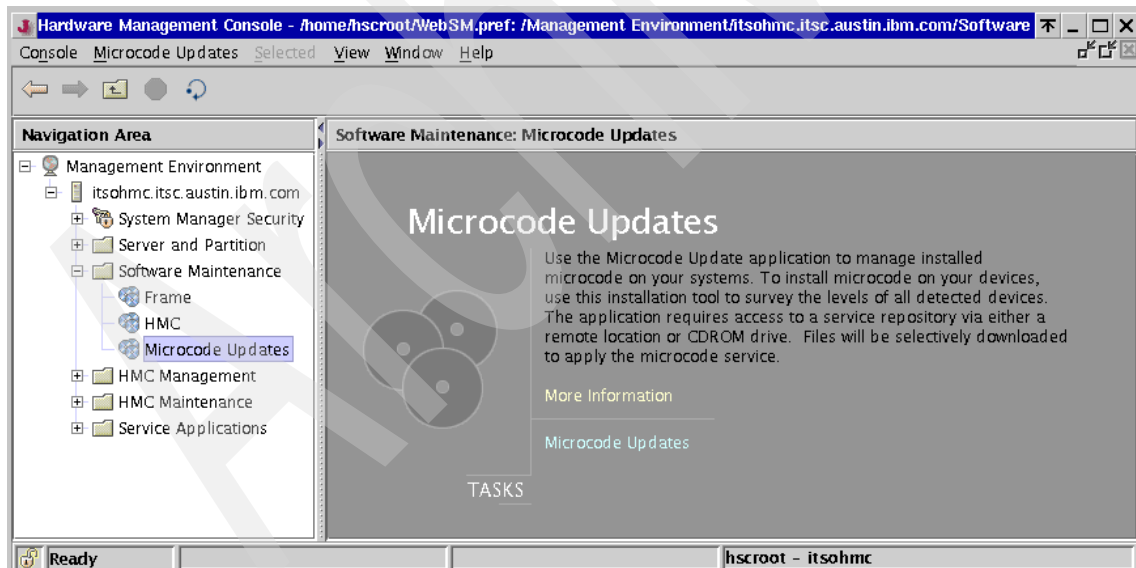 Hardware Management Console - /home/hscroot/WebSM.pref: /Management Environment/itsohmc.itsc.austin.ibm.com/Software
Console Microcode Updates Selected View Window Help
Navigation Area
Management Environment
itsohmc.itsc.austin.ibm.com
System Manager Security
Server and Partition
Software Maintenance
Frame
HMC
Microcode Updates
HMC Management
HMC Maintenance
Service Applications
Software Maintenance: Microcode Updates
Microcode Updates
Use the Microcode Update application to manage installed
microcode on your systems. To install microcode on your devices,
use this installation tool to survey the levels of all detected devices.
The application requires access to a service repository via either a
remote location or CDROM drive. Files will be selectively downloaded
to apply the microcode service.
More Information
Microcode Updates
TASKS
Ready
hscroot - itsohmc